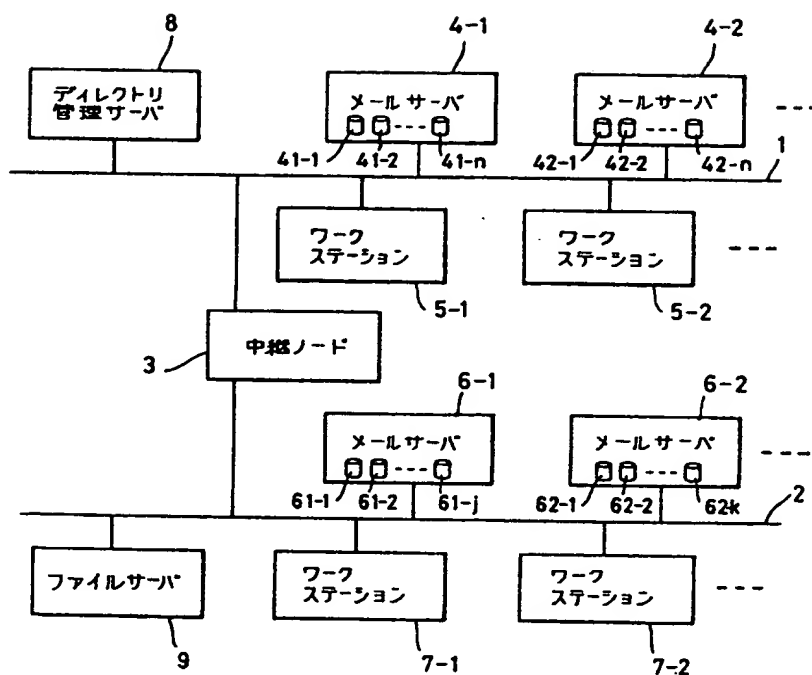 8
4-1
4-2
ディレクトリ
管理サーバ
メールサーバ
メールサーバ
41-1 41-2 41-n
42-1 42-2 42-n
1
ワーク
ステーション
ワーク
ステーション
5-1
5-2
3
中継ノード
6-1
6-2
メールサーバ
メールサーバ
61-1 61-2 61-j
62-1 62-2 62k
2
ファイルサーバ
ワーク
ステーション
ワーク
ステーション
9
7-1
7-2